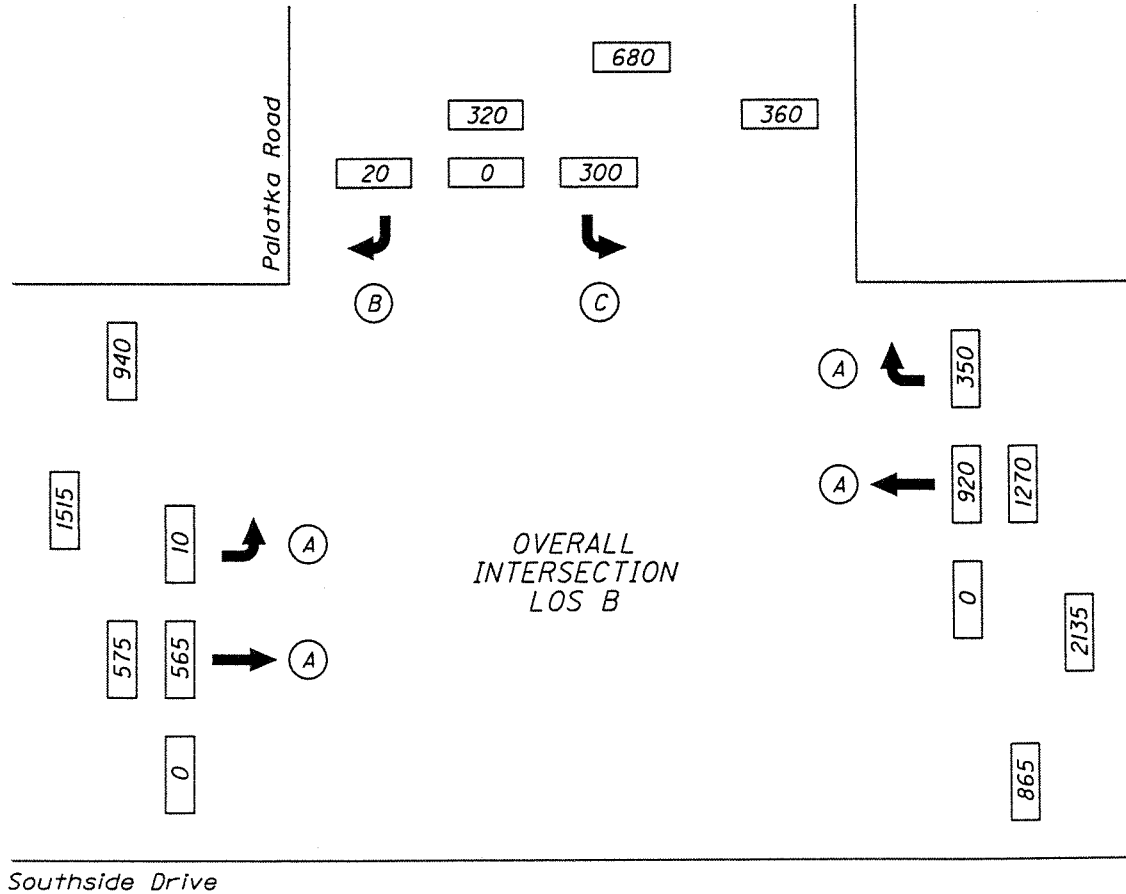 680
320
360
20
0
300
Palatka Road
B
C
940
A
350
1515
10
A
A
920
1270
OVERALL
INTERSECTION
LOS B
575
565
A
0
2135
0
865
Southside Drive